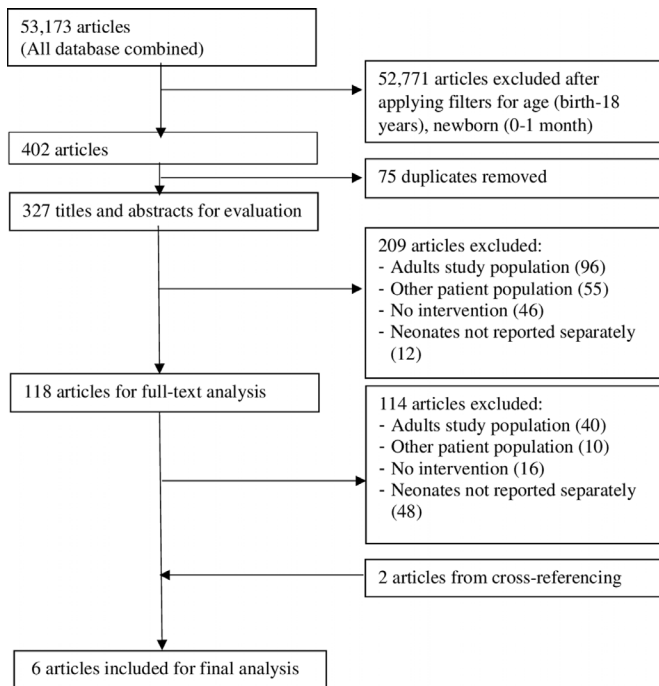 53,173 articles
(All database combined)
52,771 articles excluded after
applying filters for age (birth-18
years), newborn (0-1 month)
402 articles
75 duplicates removed
327 titles and abstracts for evaluation
209 articles excluded:
- Adults study population (96)
- Other patient population (55)
- No intervention (46)
- Neonates not reported separately
(12)
118 articles for full-text analysis
114 articles excluded:
- Adults study population (40)
- Other patient population (10)
- No intervention (16)
- Neonates not reported separately
(48)
2 articles from cross-referencing
6 articles included for final analysis